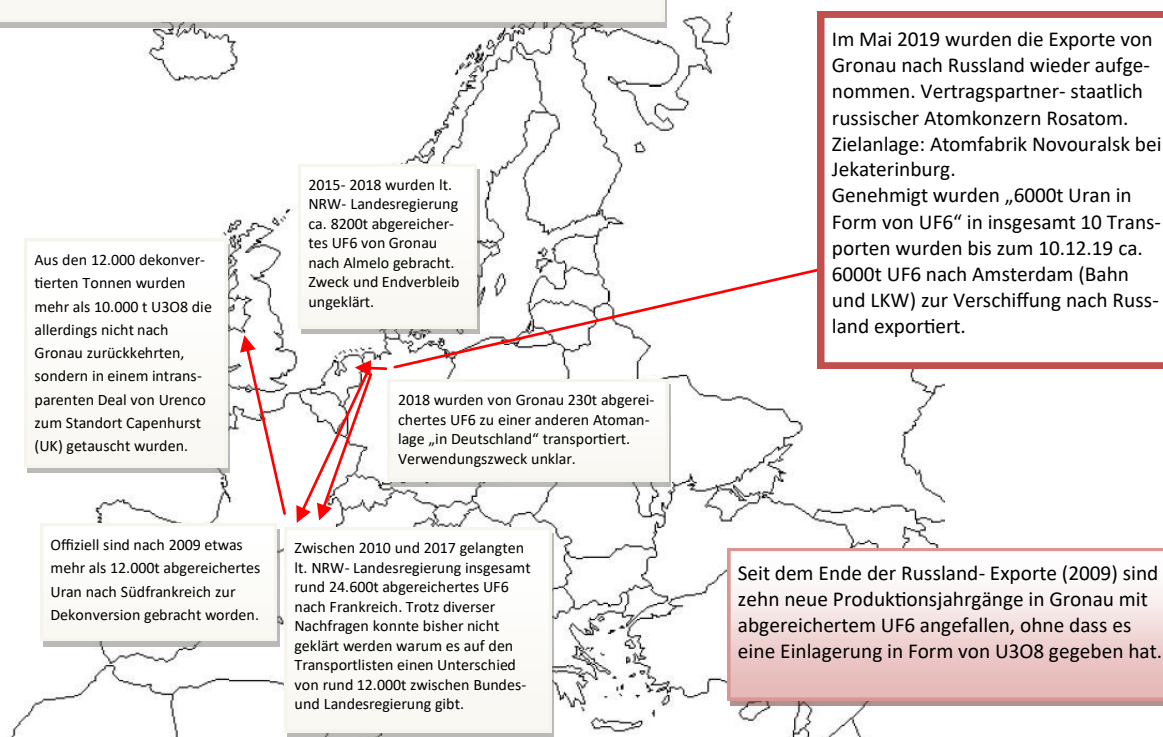 Im Mai 2019 wurden die Exporte von
Gronau nach Russland wieder aufge-
nommen. Vertragspartner- staatlich
russischer Atomkonzern Rosatom.
Zielanlage: Atomfabrik Novouralsk bei
Jekaterinburg.
Genehmigt wurden „6000t Uran in
Form von UF6“ in insgesamt 10 Trans-
porten wurden bis zum 10.12.19 ca.
6000t UF6 nach Amsterdam (Bahn
und LKW) zur Verschiffung nach Russ-
land exportiert.
2015- 2018 wurden lt.
NRW- Landesregierung
ca. 8200t abgereicher-
tes UF6 von Gronau
nach Almelo gebracht.
Zweck und Endverbleib
ungeklärt.
Aus den 12.000 dekonver-
tierten Tonnen wurden
mehr als 10.000 t U3O8 die
allerdings nicht nach
Gronau zurückkehrten,
sondern in einem intrans-
parenten Deal von Urenco
zum Standort Capenhurst
(UK) getauscht wurden.
2018 wurden von Gronau 230t abgerei-
chertes UF6 zu einer anderen Atoman-
lage „in Deutschland“ transportiert.
Verwendungszweck unklar.
Offiziell sind nach 2009 etwas
mehr als 12.000t abgereichertes
Uran nach Südfrankreich zur
Dekonversion gebracht worden.
Zwischen 2010 und 2017 gelangten
lt. NRW- Landesregierung insgesamt
rund 24.600t abgereichertes UF6
nach Frankreich. Trotz diverser
Nachfragen konnte bisher nicht
geklärt werden warum es auf den
Transportlisten einen Unterschied
von rund 12.000t zwischen Bundes-
und Landesregierung gibt.
Seit dem Ende der Russland- Exporte (2009) sind
zehn neue Produktionsjahrgänge in Gronau mit
abgereichertem UF6 angefallen, ohne dass es
eine Einlagerung in Form von U3O8 gegeben hat.